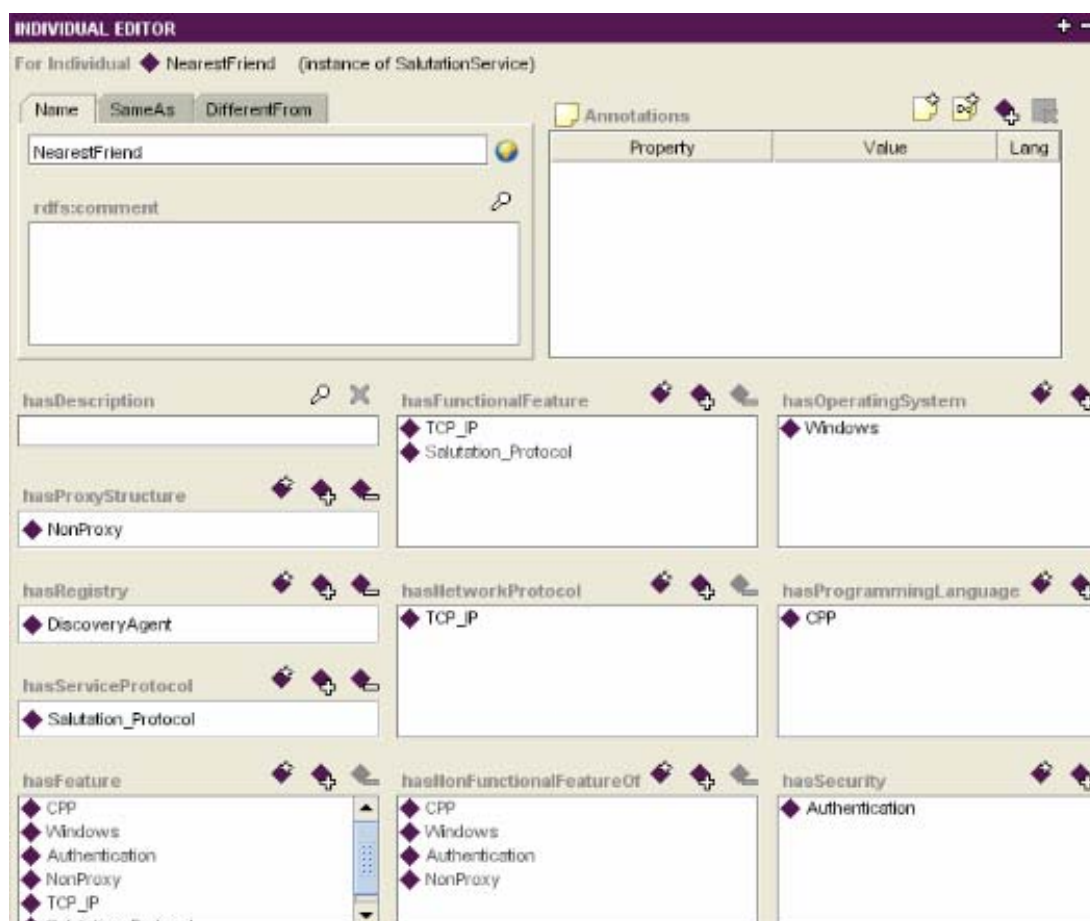 INDIVIDUAL EDITOR
For Individual NearestFriend (instance of SalutationService)
Name SameAs DifferentFrom
NearestFriend
rdfs:comment
Annotations
Property Value Lang
hasDescription
hasProxyStructure
NonProxy
hasRegistry
DiscoveryAgent
hasServiceProtocol
Salutation_Protocol
hasFeature
CPP
Windows
Authentication
NonProxy
TCP_IP
hasFunctionalFeature
TCP_IP
Salutation_Protocol
hasNetworkProtocol
TCP_IP
hasNonFunctionalFeatureOf
CPP
Windows
Authentication
NonProxy
hasOperatingSystem
Windows
hasProgrammingLanguage
CPP
hasSecurity
Authentication